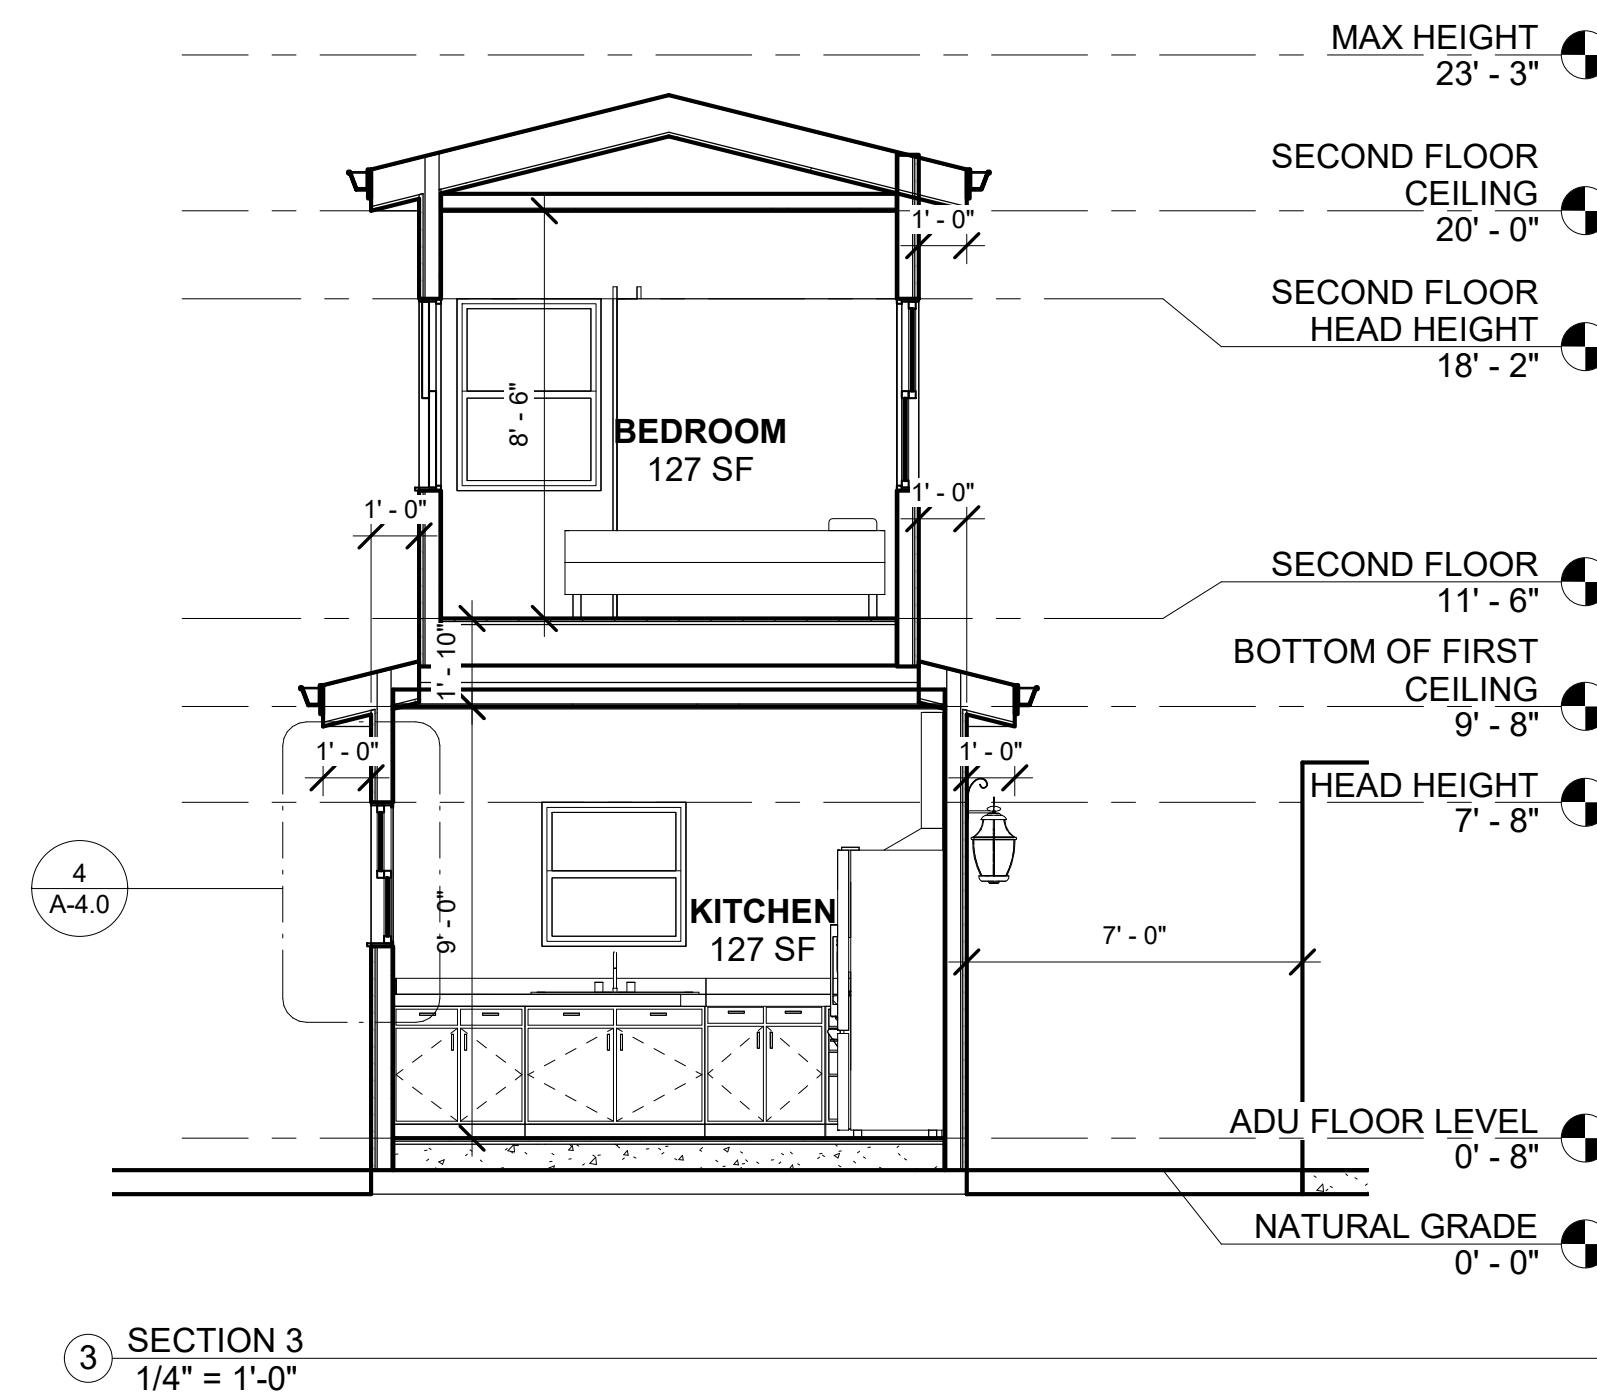 MAX HEIGHT
23' - 3"
SECOND FLOOR
CEILING
20' - 0"
1' - 0"
SECOND FLOOR
HEAD HEIGHT
18' - 2"
8' - 6"
BEDROOM
127 SF
1' - 0"
1' - 0"
SECOND FLOOR
11' - 6"
1' - 10"
BOTTOM OF FIRST
CEILING
9' - 8"
1' - 0"
1' - 0"
HEAD HEIGHT
7' - 8"
4
A-4.0
9' - 0"
KITCHEN
127 SF
7' - 0"
ADU FLOOR LEVEL
0' - 8"
NATURAL GRADE
0' - 0"
3
SECTION 3
1/4" = 1'-0"